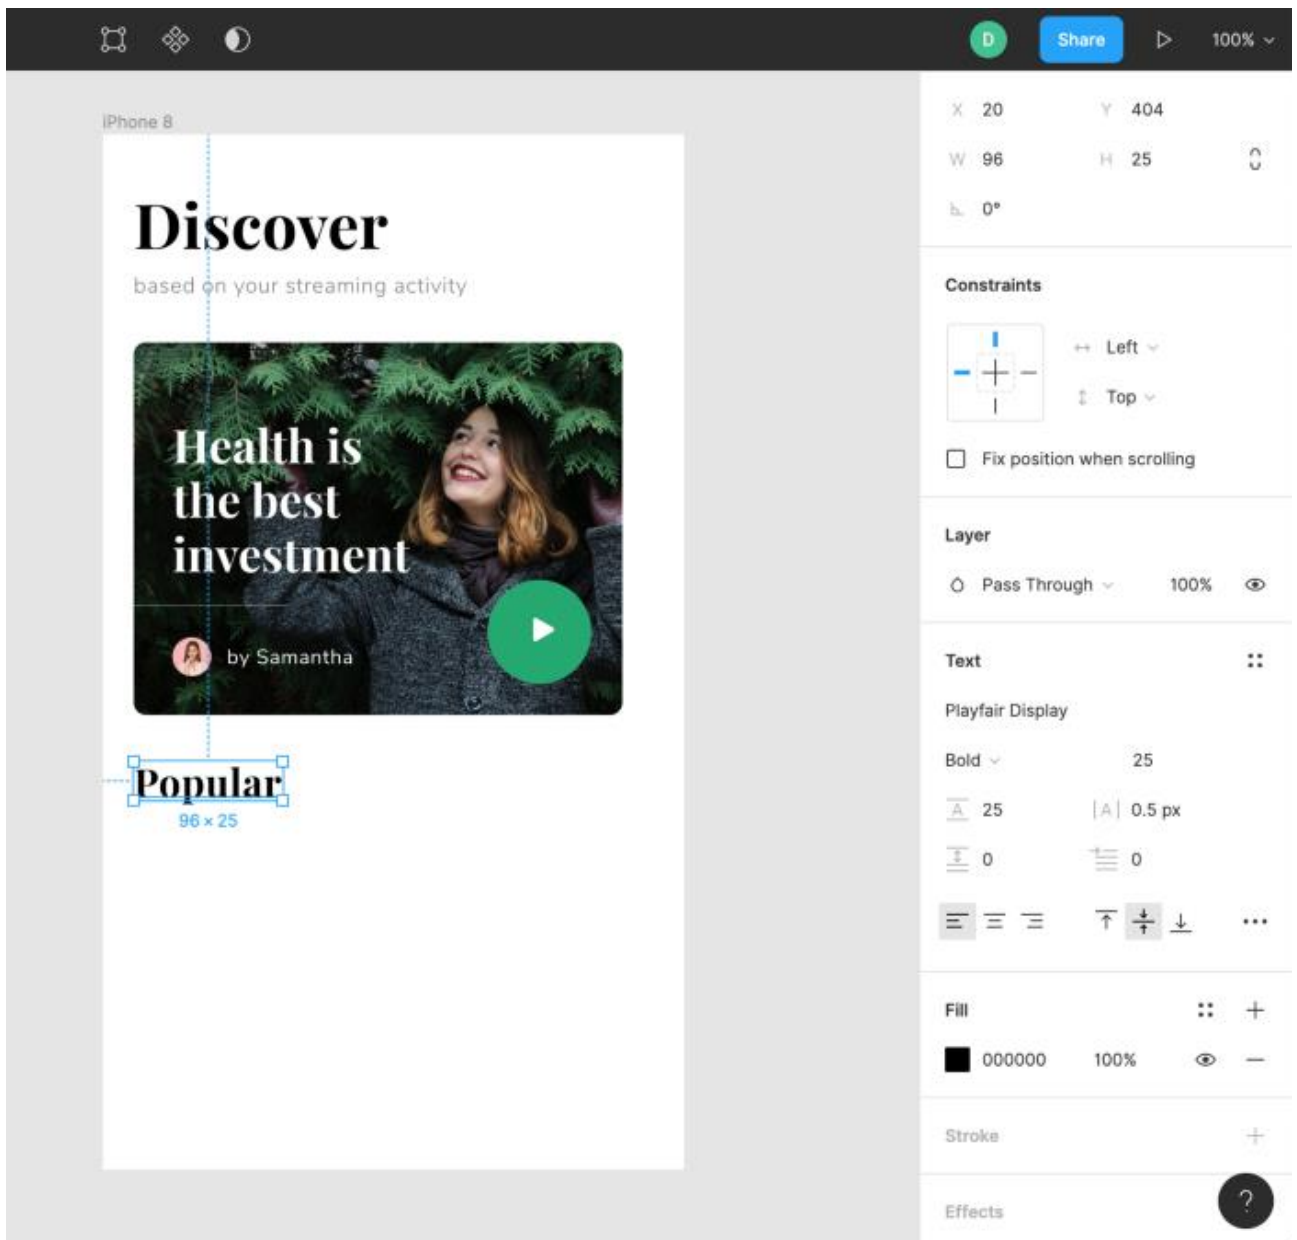 D
Share
100%
iPhone 8
Discover
based on your streaming activity
Health is
the best
investment
by Samantha
Popular
96 × 25
X 20 Y 404
W 96 H 25
0°
Constraints
Left
Top
Fix position when scrolling
Layer
Pass Through 100%
Text
Playfair Display
Bold 25
A 25 |A| 0.5 px
0 0
Fill
000000 100%
Stroke
Effects
?